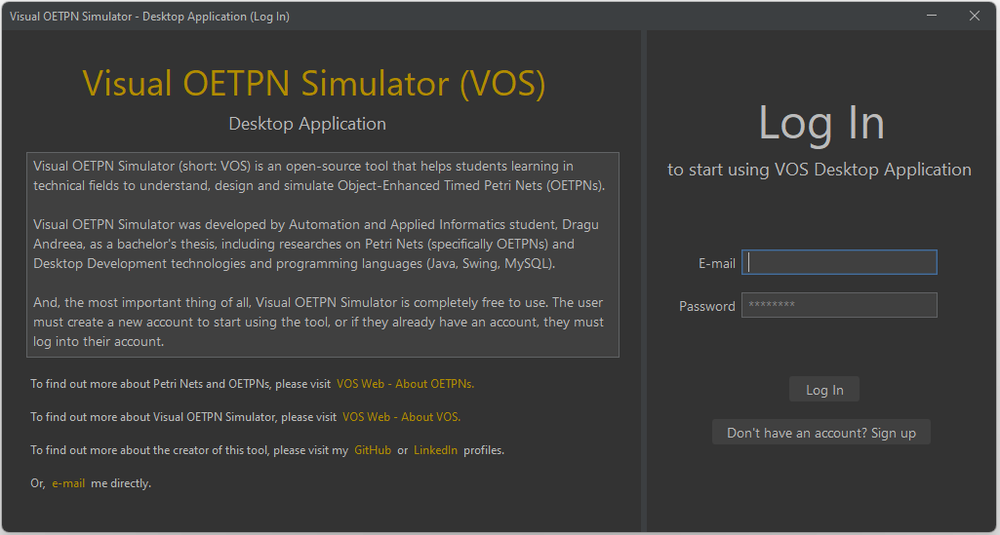 Visual OETPN Simulator - Desktop Application (Log In)
Visual OETPN Simulator (VOS)
Desktop Application
Visual OETPN Simulator (short: VOS) is an open-source tool that helps students learning in
technical fields to understand, design and simulate Object-Enhanced Timed Petri Nets (OETPNs).
Visual OETPN Simulator was developed by Automation and Applied Informatics student, Dragu
Andreea, as a bachelor's thesis, including researches on Petri Nets (specifically OETPNs) and
Desktop Development technologies and programming languages (Java, Swing, MySQL).
And, the most important thing of all, Visual OETPN Simulator is completely free to use. The user
must create a new account to start using the tool, or if they already have an account, they must
log into their account.
To find out more about Petri Nets and OETPNs, please visit VOS Web - About OETPNs.
To find out more about Visual OETPN Simulator, please visit VOS Web - About VOS.
To find out more about the creator of this tool, please visit my GitHub or LinkedIn profiles.
Or, e-mail me directly.
Log In
to start using VOS Desktop Application
E-mail
Password ********
Log In
Don't have an account? Sign up